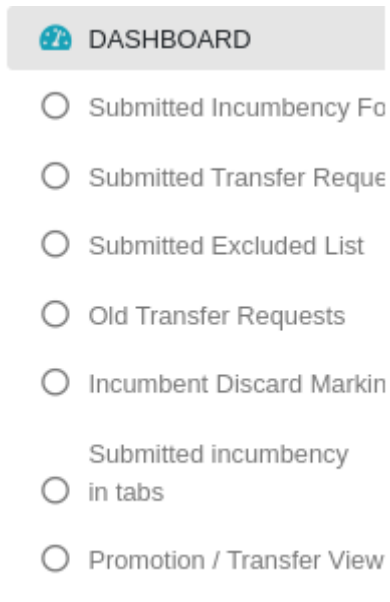 DASHBOARD
Submitted Incumbency Fo
Submitted Transfer Reque
Submitted Excluded List
Old Transfer Requests
Incumbent Discard Markin
Submitted incumbency
in tabs
Promotion / Transfer View